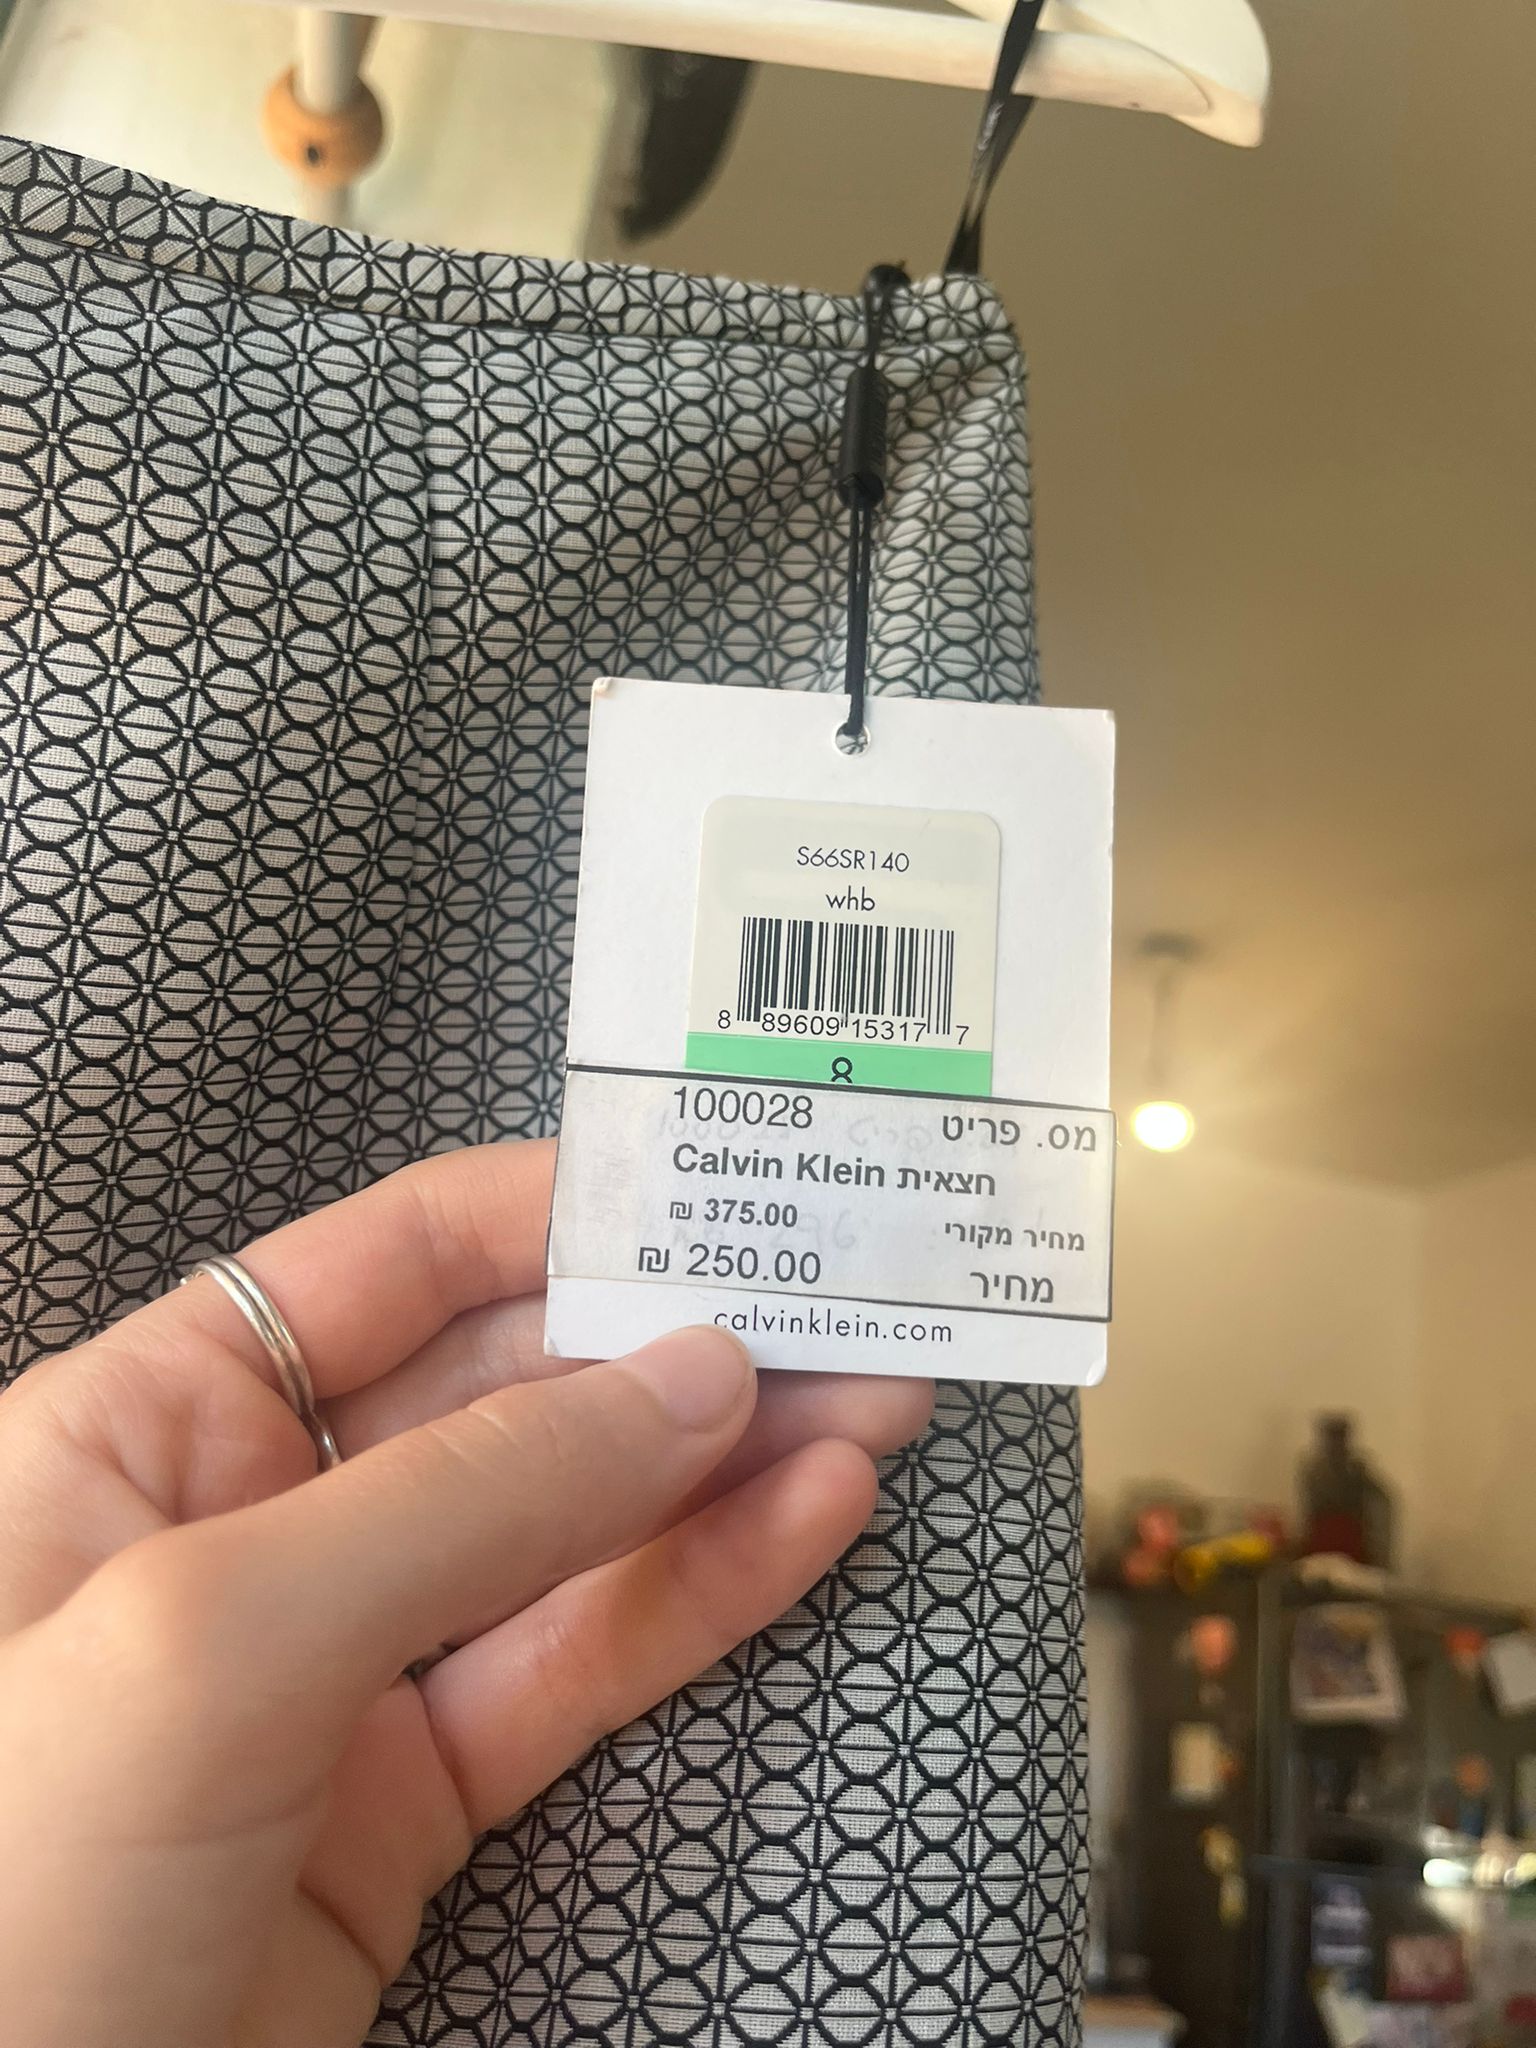 S66SR140
whb
8 89609 15317 7
8
מס. פריט 100028
חצאית Calvin Klein
מחיר מקורי 375.00 ₪
מחיר 250.00 ₪
calvinklein.com